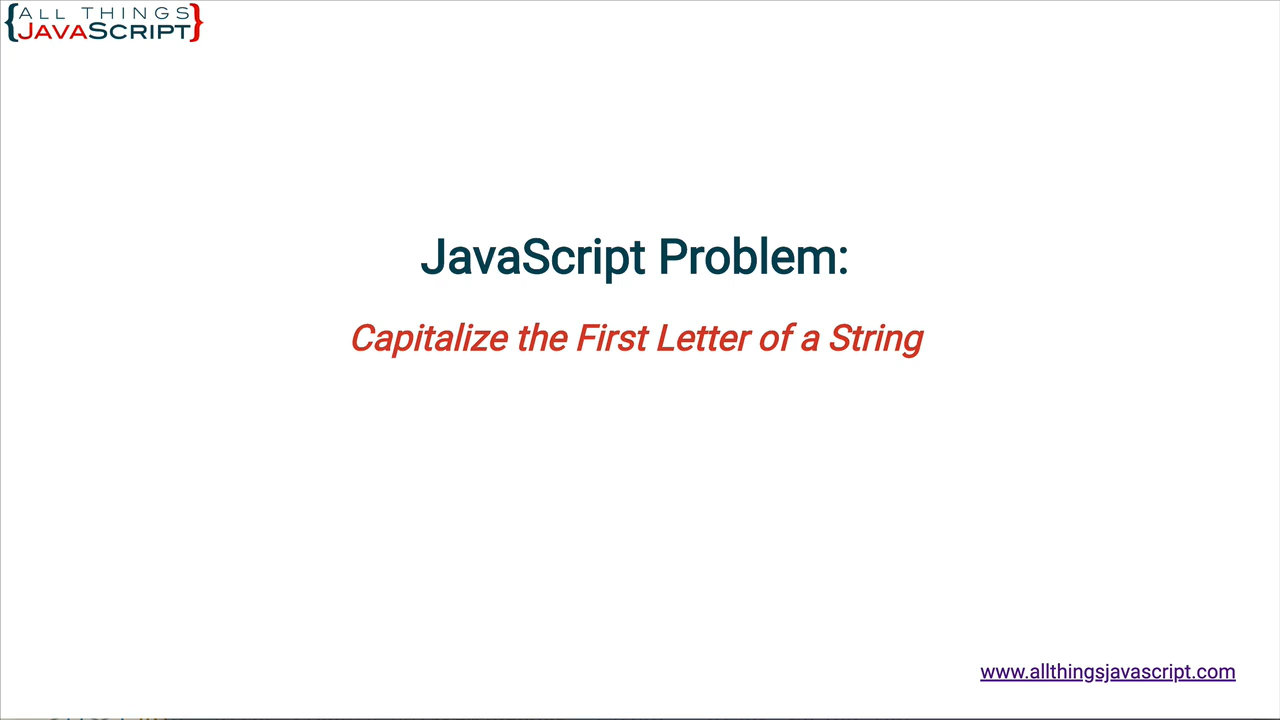 {ALL THINGS
JAVASCRIPT}
JavaScript Problem:
Capitalize the First Letter of a String
www.allthingsjavascript.com